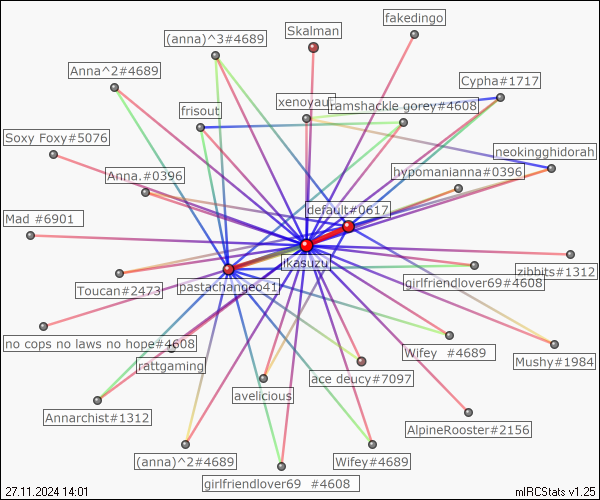 fakedingo
Skalman
(anna)^3#4689
Anna^2#4689
Cypha#1717
xenoyau
ramshackle gorey#4608
frisout
Soxy Foxy#5076
neokingghidorah
Anna.#0396
hypomanianna#0396
default#0617
Mad #6901
ikasuzu
zibbits#1312
Toucan#2473
pastachangeo41
girlfriendlover69#4608
no cops no laws no hope#4608
Wifey #4689
rattgaming
Mushy#1984
ace deucy#7097
avelicious
Annarchist#1312
AlpineRooster#2156
(anna)^2#4689
Wifey#4689
girlfriendlover69 #4608
27.11.2024 14:01
mIRCStats v1.25